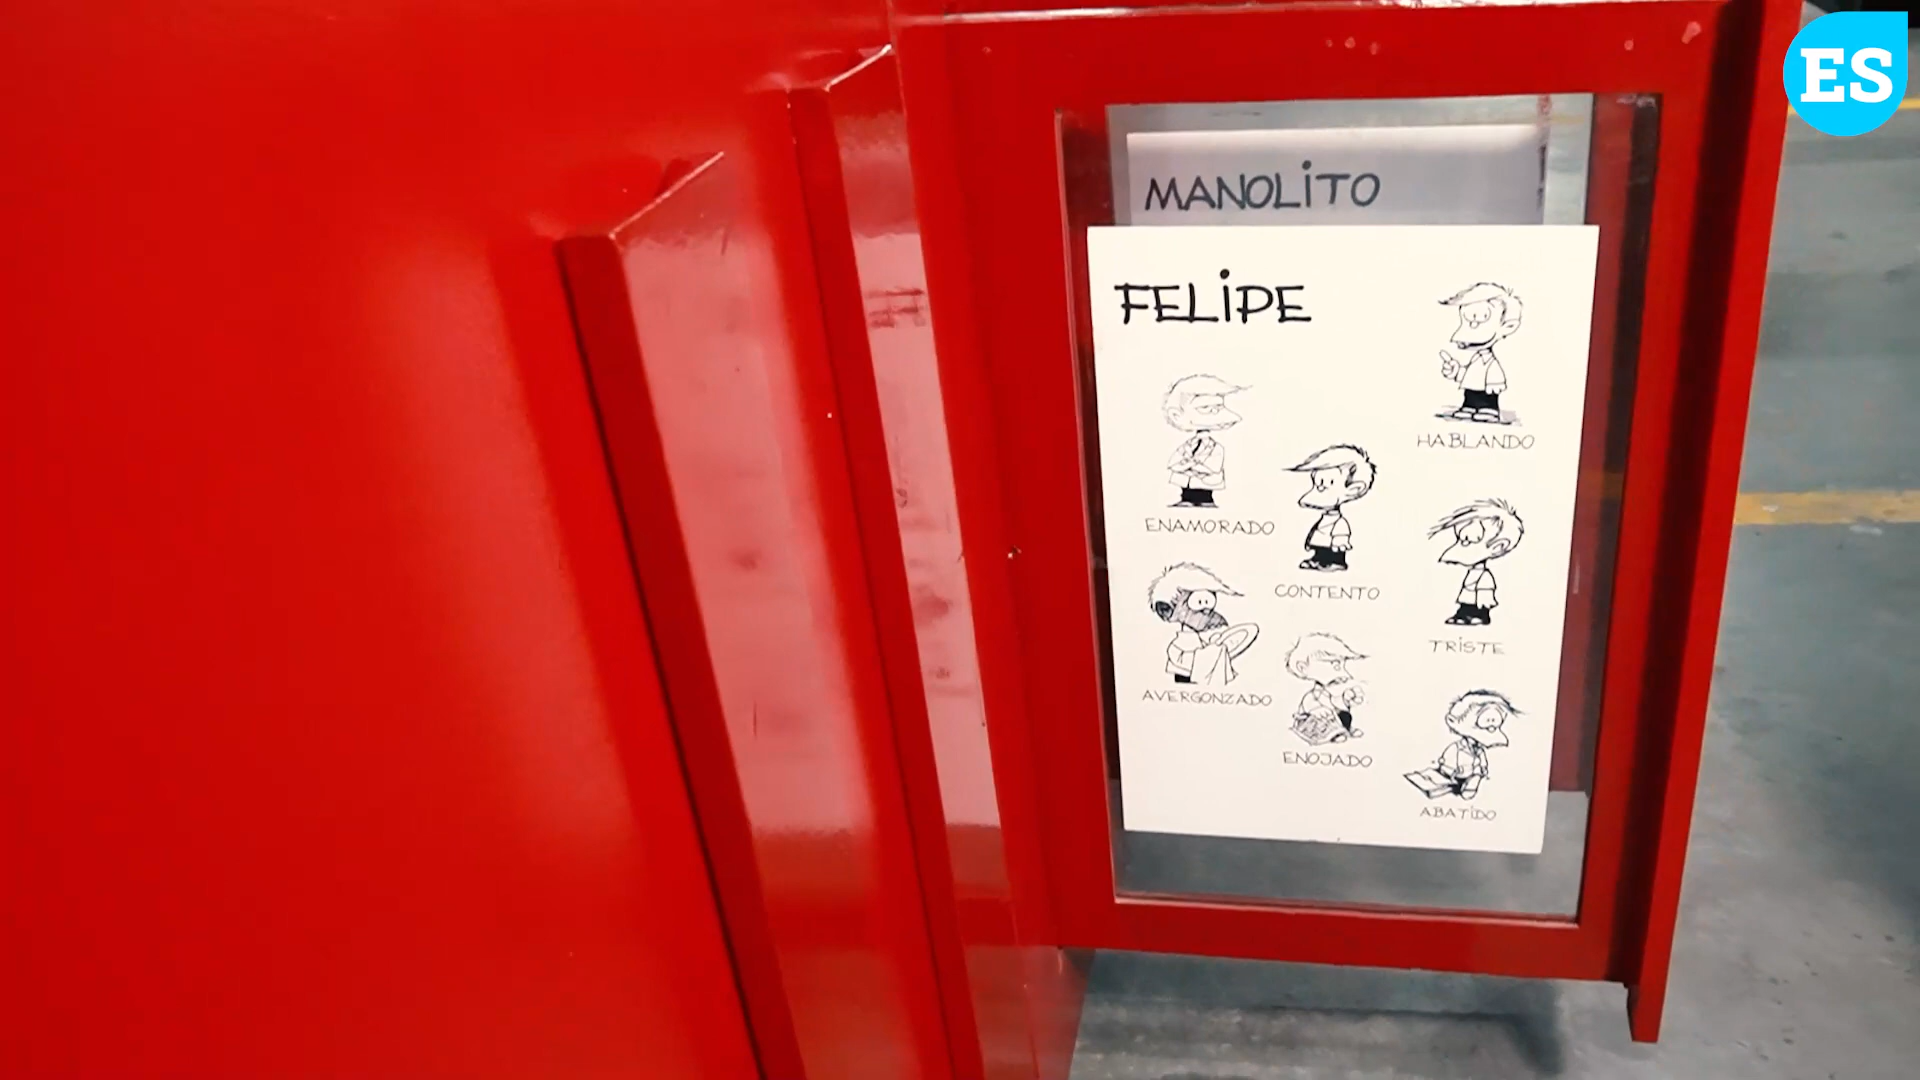 ES
MANOLiTO
FELiPE
HABLANDO
ENAMORADO
CONTENTO
TRiSTE
AVERGONZADO
ENOJADO
ABATiDO